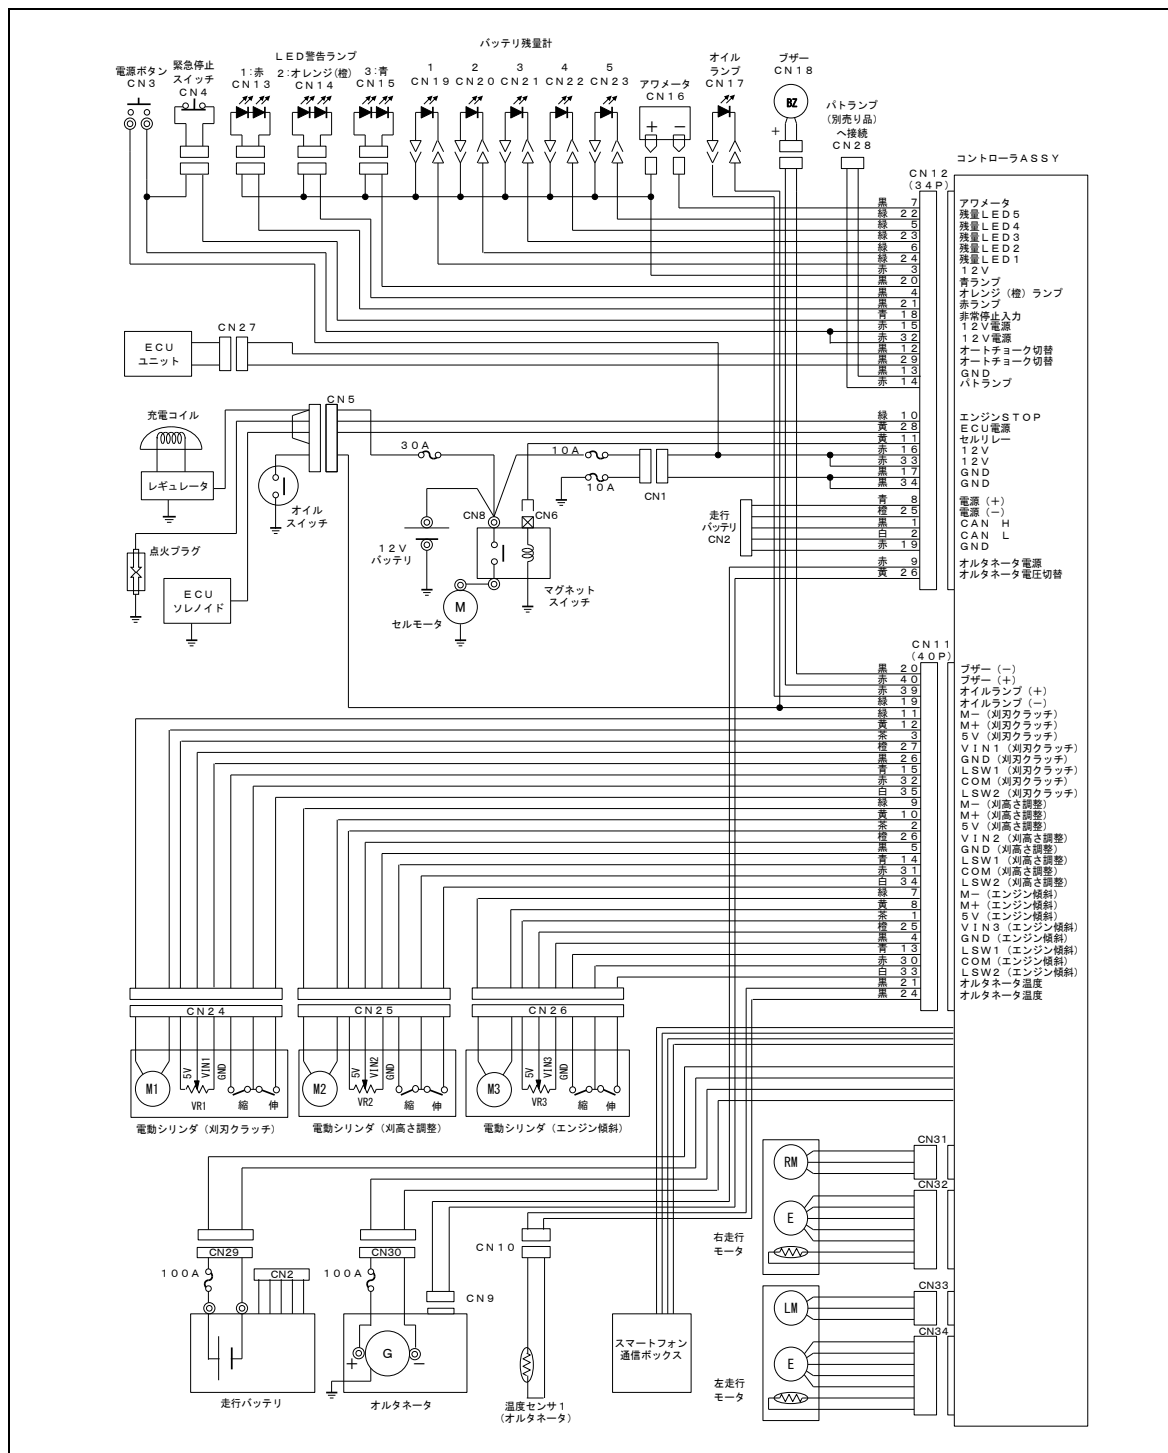 電源ボタン
CN3
緊急停止
スイッチ
CN4
LED警告ランプ
1:赤
CN13
2:オレンジ(橙)
CN14
3:青
CN15
バッテリ残量計
1
CN19
2
CN20
3
CN21
4
CN22
5
CN23
アワメータ
CN16
+
−
オイル
ランプ
CN17
ブザー
CN18
BZ
+
パトランプ
(別売り品)
へ接続
CN28
コントローラASSY
CN12
(34P)
黒 7 アワメータ
緑 22 残量LED5
緑 5 残量LED4
緑 23 残量LED3
緑 6 残量LED2
緑 24 残量LED1
赤 3 12V
黒 20 青ランプ
黒 4 オレンジ(橙)ランプ
黒 21 赤ランプ
青 18 非常停止入力
赤 15 12V電源
赤 32 12V電源
黒 12 オートチョーク切替
黒 29 オートチョーク切替
黒 13 GND
赤 14 パトランプ
ECU
ユニット
CN27
緑 10 エンジンSTOP
黄 28 ECU電源
黄 11 セルリレー
赤 16 12V
赤 33 12V
黒 17 GND
黒 34 GND
青 8 電源(+)
橙 25 電源(−)
黒 1 CAN H
白 2 CAN L
赤 19 GND
赤 9 オルタネータ電源
黄 26 オルタネータ電圧切替
充電コイル
レギュレータ
CN5
オイル
スイッチ
点火プラグ
ECU
ソレノイド
30A
10A
10A
CN1
CN8
CN6
12V
バッテリ
M
セルモータ
マグネット
スイッチ
走行
バッテリ
CN2
CN11
(40P)
黒 20 ブザー(−)
赤 40 ブザー(+)
赤 39 オイルランプ(+)
緑 19 オイルランプ(−)
緑 11 M−(刈刃クラッチ)
黄 12 M+(刈刃クラッチ)
茶 3 5V(刈刃クラッチ)
橙 27 VIN1(刈刃クラッチ)
黒 26 GND(刈刃クラッチ)
青 15 LSW1(刈刃クラッチ)
赤 32 COM(刈刃クラッチ)
白 35 LSW2(刈刃クラッチ)
緑 9 M−(刈高さ調整)
黄 10 M+(刈高さ調整)
茶 2 5V(刈高さ調整)
橙 26 VIN2(刈高さ調整)
黒 5 GND(刈高さ調整)
青 14 LSW1(刈高さ調整)
赤 31 COM(刈高さ調整)
白 34 LSW2(刈高さ調整)
緑 7 M−(エンジン傾斜)
黄 8 M+(エンジン傾斜)
茶 1 5V(エンジン傾斜)
橙 25 VIN3(エンジン傾斜)
黒 4 GND(エンジン傾斜)
青 13 LSW1(エンジン傾斜)
赤 30 COM(エンジン傾斜)
白 33 LSW2(エンジン傾斜)
黒 21 オルタネータ温度
黒 24 オルタネータ温度
CN24
M1
5V
VIN1
GND
VR1
縮
伸
電動シリンダ(刈刃クラッチ)
CN25
M2
5V
VIN2
GND
VR2
縮
伸
電動シリンダ(刈高さ調整)
CN26
M3
5V
VIN3
GND
VR3
縮
伸
電動シリンダ(エンジン傾斜)
CN29
100A
CN2
走行バッテリ
CN30
100A
CN9
+
G
−
オルタネータ
CN10
温度センサ1
(オルタネータ)
スマートフォン
通信ボックス
RM
CN31
CN32
E
右走行
モータ
LM
CN33
CN34
E
左走行
モータ